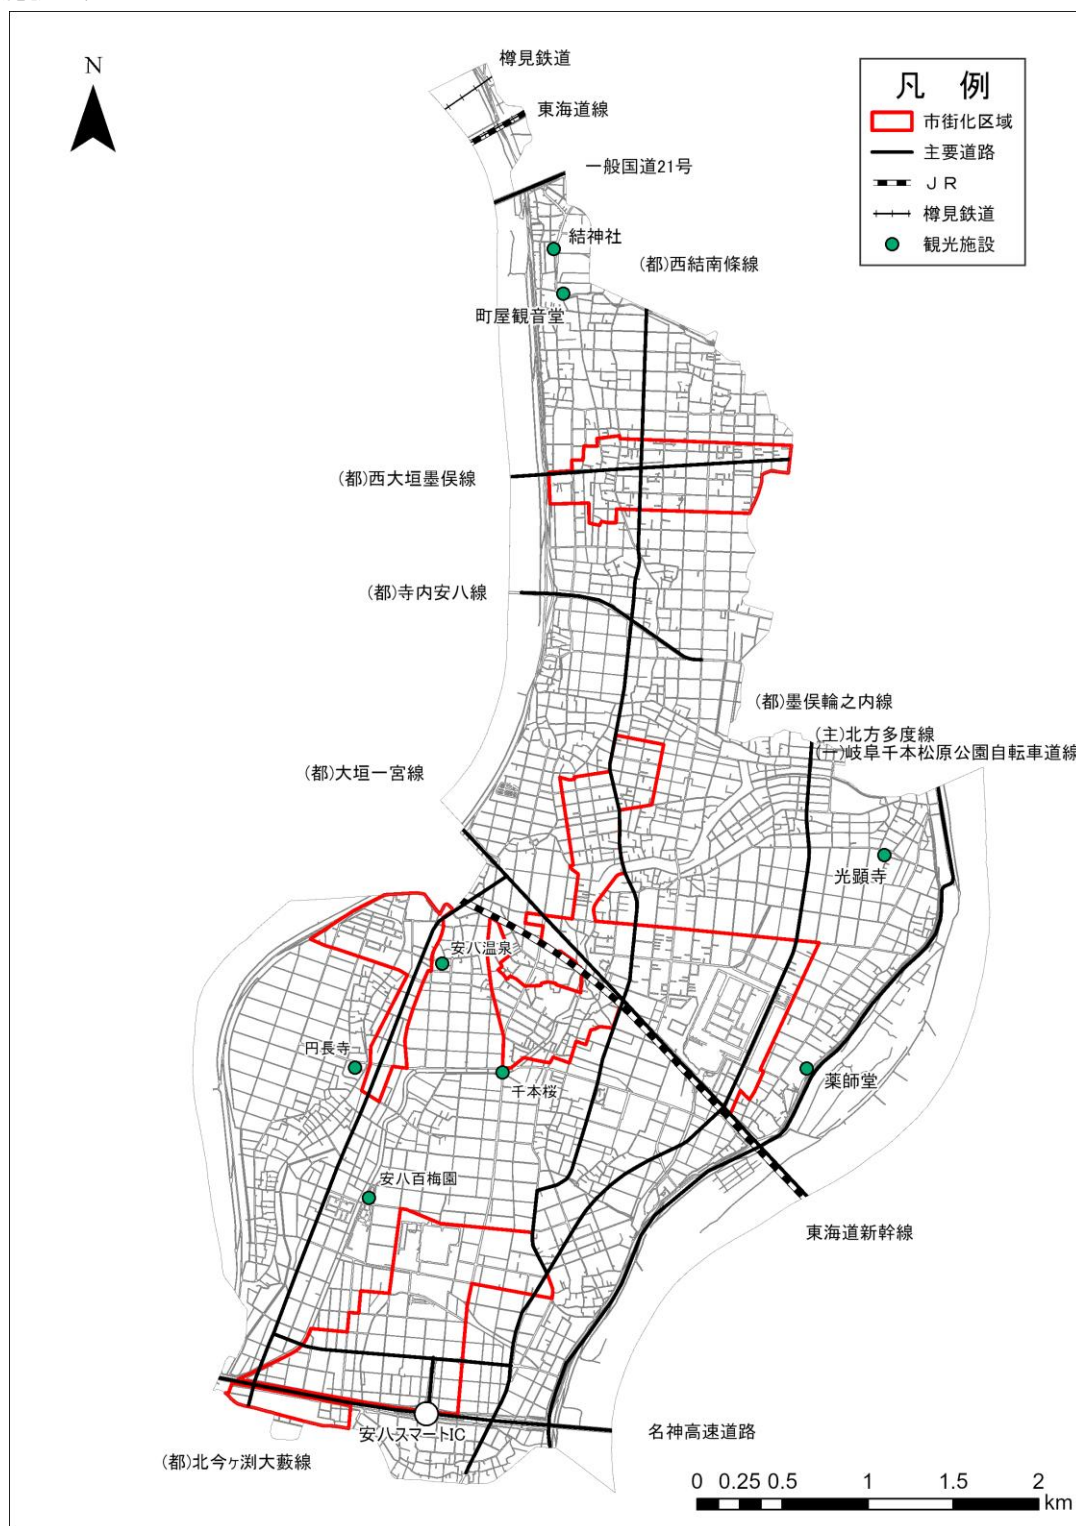 N
樽見鉄道
東海道線
一般国道21号
結神社
(都)西結南條線
町屋観音堂
凡 例
市街化区域
主要道路
JR
樽見鉄道
観光施設
(都)西大垣墨俣線
(都)寺内安八線
(都)墨俣輪之内線
(主)北方多度線
(一)岐阜千本松原公園自転車道線
(都)大垣一宮線
光顕寺
安八温泉
円長寺
千本桜
薬師堂
安八百梅園
東海道新幹線
安八スマートIC
名神高速道路
(都)北今ヶ渕大藪線
0 0.25 0.5 1 1.5 2
km